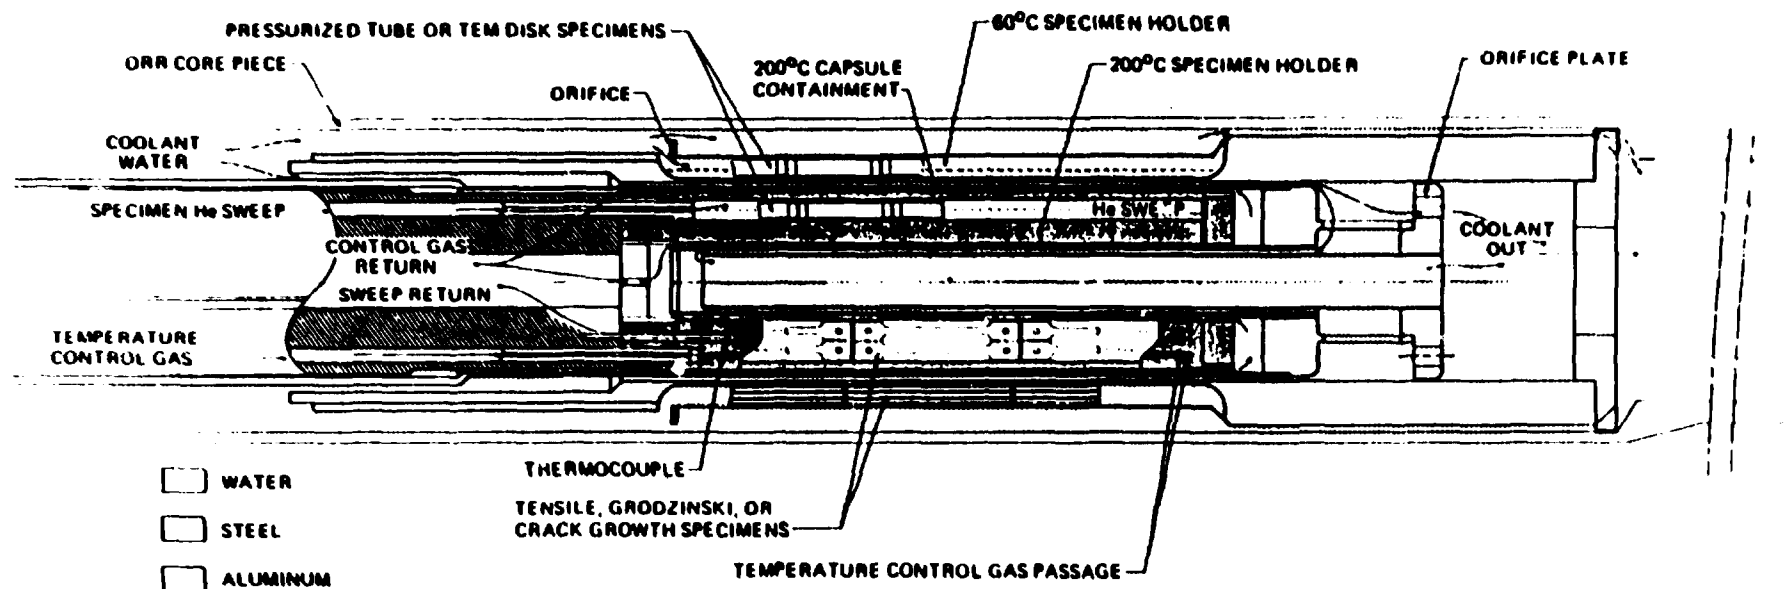 PRESSURIZED TUBE OR TEM DISK SPECIMENS
60°C SPECIMEN HOLDER
ORR CORE PIECE
200°C CAPSULE
CONTAINMENT
200°C SPECIMEN HOLDER
ORIFICE PLATE
ORIFICE
COOLANT
WATER
SPECIMEN He SWEEP
He SWEEP
CONTROL GAS
RETURN
COOLANT
OUT
SWEEP RETURN
TEMPERATURE
CONTROL GAS
THERMOCOUPLE
WATER
TENSILE, GRODZINSKI, OR
CRACK GROWTH SPECIMENS
STEEL
TEMPERATURE CONTROL GAS PASSAGE
ALUMINUM